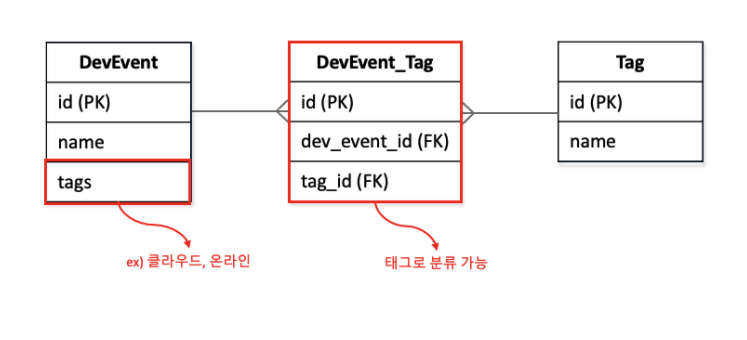 DevEvent
id (PK)
name
tags
DevEvent_Tag
id (PK)
dev_event_id (FK)
tag_id (FK)
Tag
id (PK)
name
ex) 클라우드, 온라인
태그로 분류 가능